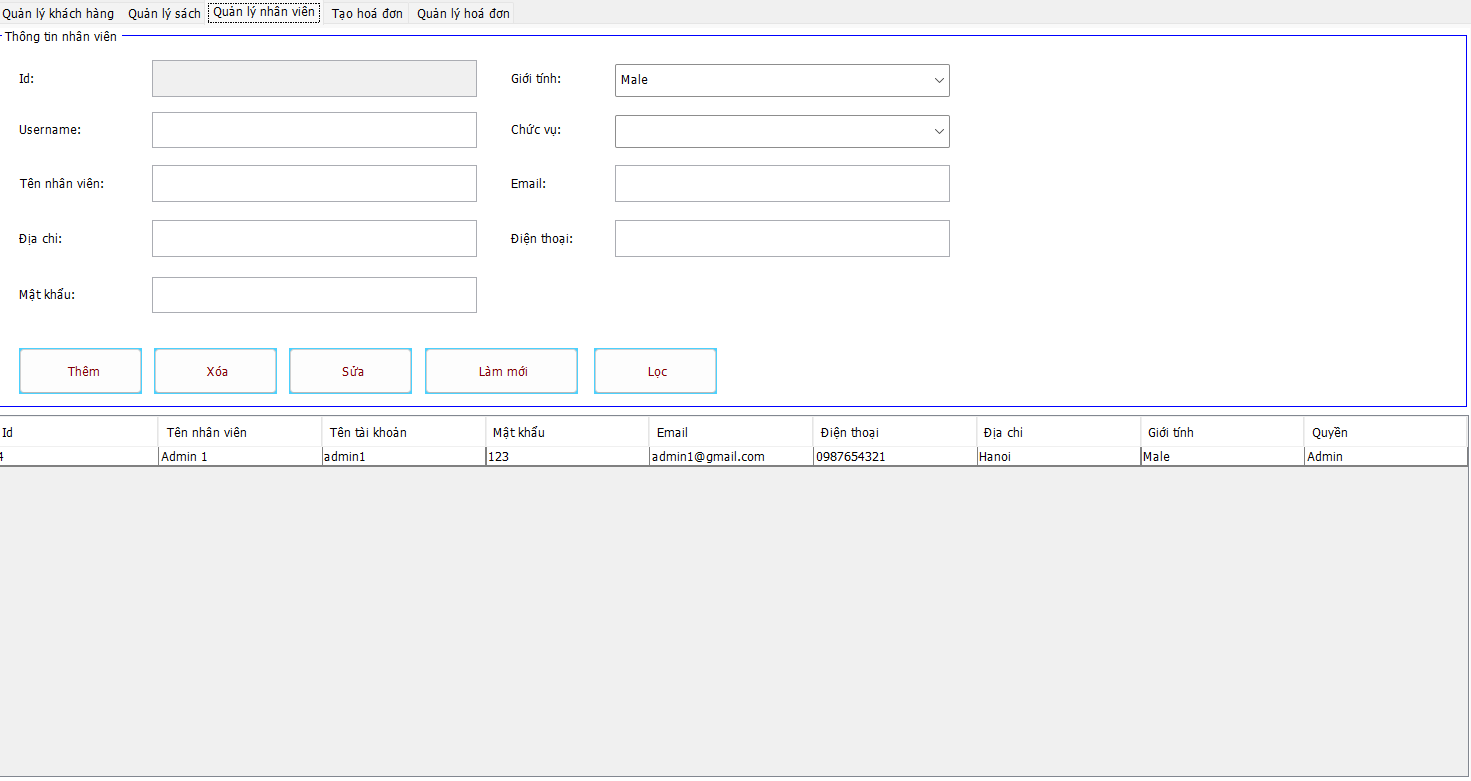 Quản lý khách hàng Quản lý sách Quản lý nhân viên Tạo hoá đơn Quản lý hoá đơn
Thông tin nhân viên
Id: Giới tính: Male
Username: Chức vụ:
Tên nhân viên: Email:
Địa chỉ: Điện thoại:
Mật khẩu:
Thêm Xóa Sửa Làm mới Lọc
Id Tên nhân viên Tên tài khoản Mật khẩu Email Điện thoại Địa chỉ Giới tính Quyền
4 Admin 1 admin1 123 admin1@gmail.com 0987654321 Hanoi Male Admin